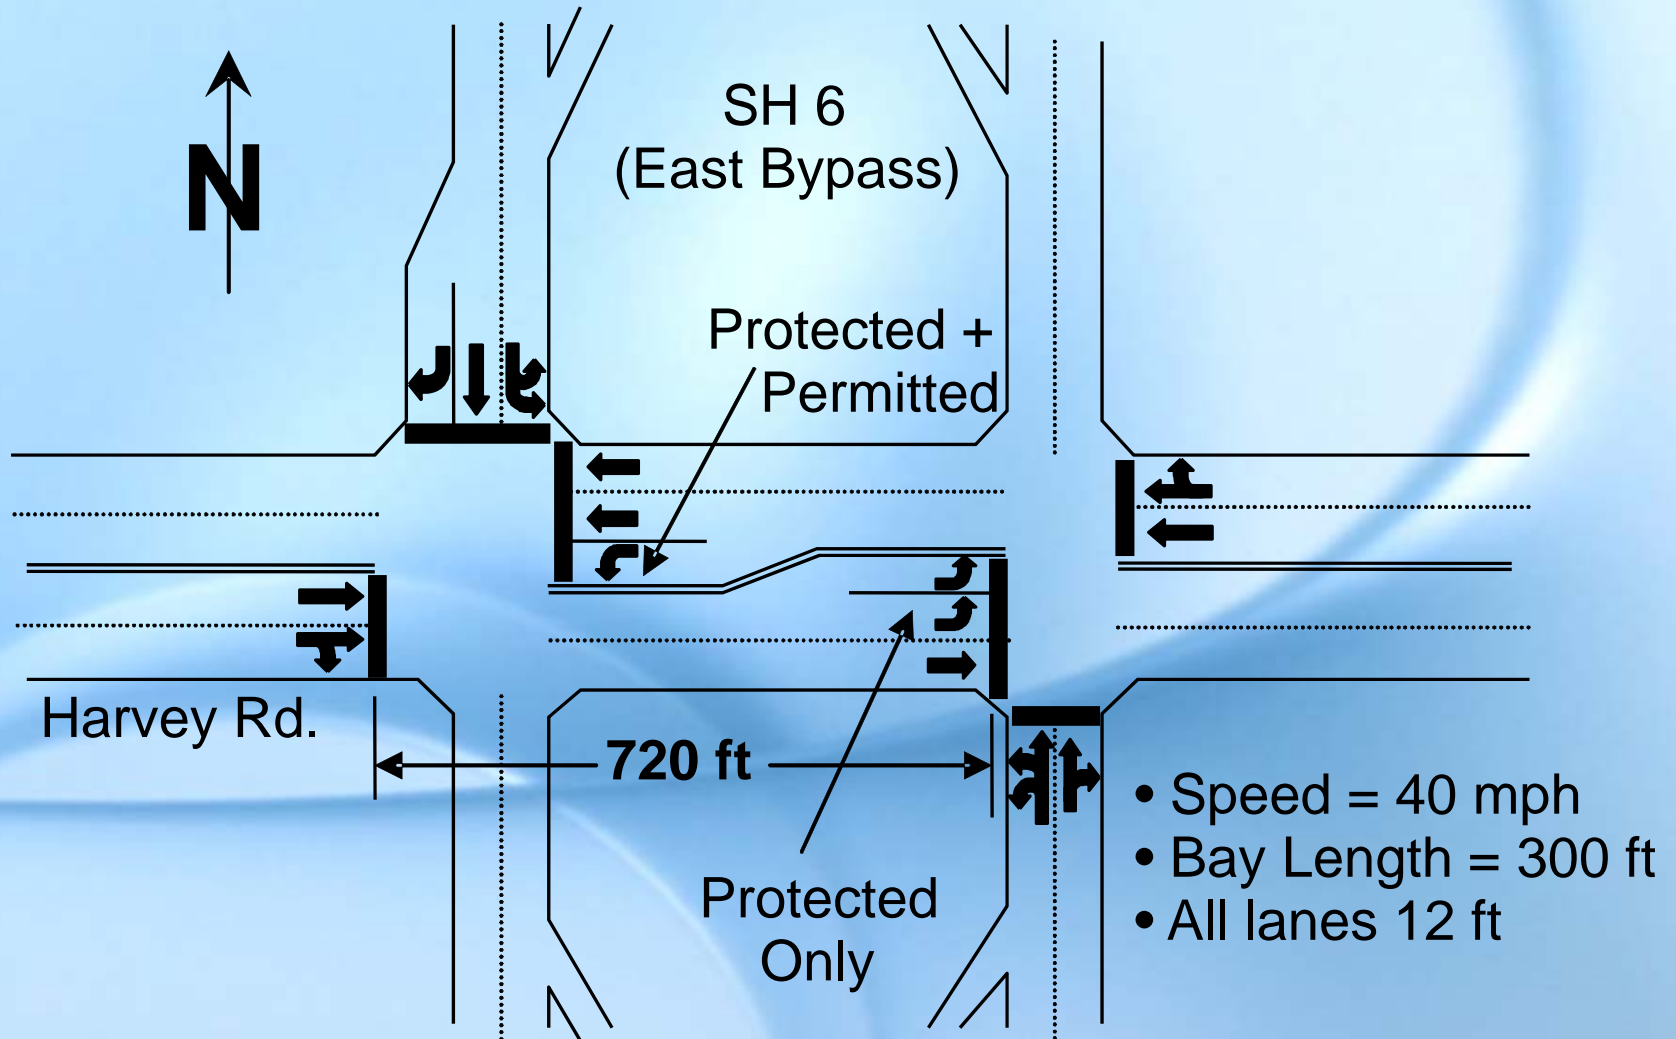 SH 6
(East Bypass)
N
Protected +
Permitted
Harvey Rd.
720 ft
• Speed = 40 mph
• Bay Length = 300 ft
• All lanes 12 ft
Protected
Only